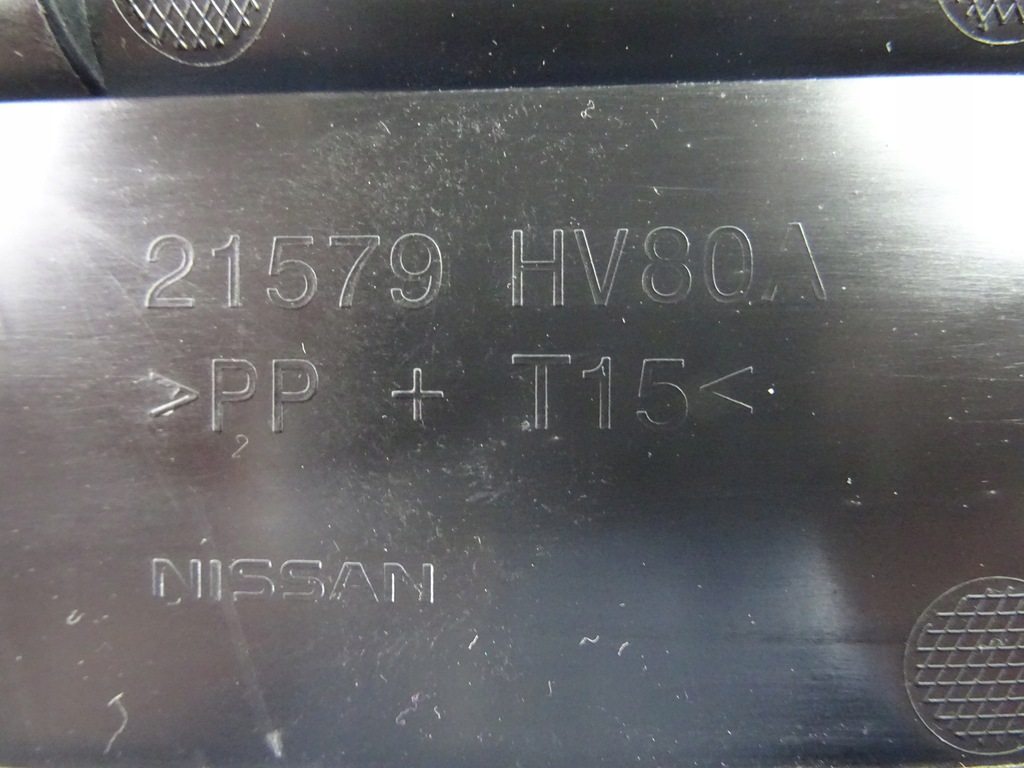 21579 HV80A
>PP + T15<
NISSAN